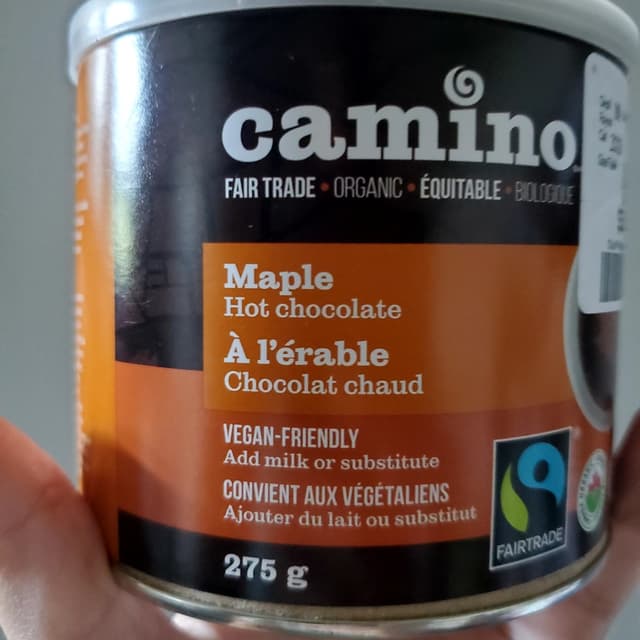 camino
FAIR TRADE • ORGANIC • ÉQUITABLE • BIOLOGIQUE
Maple
Hot chocolate
À l'érable
Chocolat chaud
VEGAN-FRIENDLY
Add milk or substitute
CONVIENT AUX VÉGÉTALIENS
Ajouter du lait ou substitut
275 g
FAIRTRADE